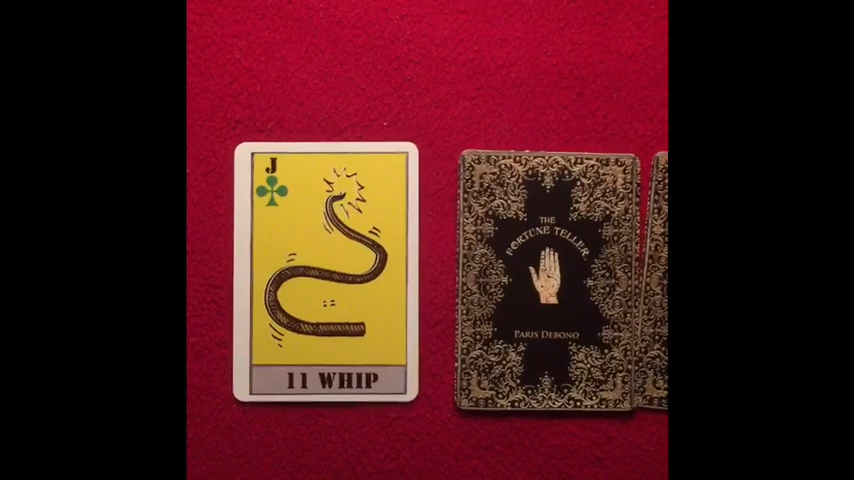 J
11 WHIP
THE
FORTUNE TELLER
PARIS DEBONO